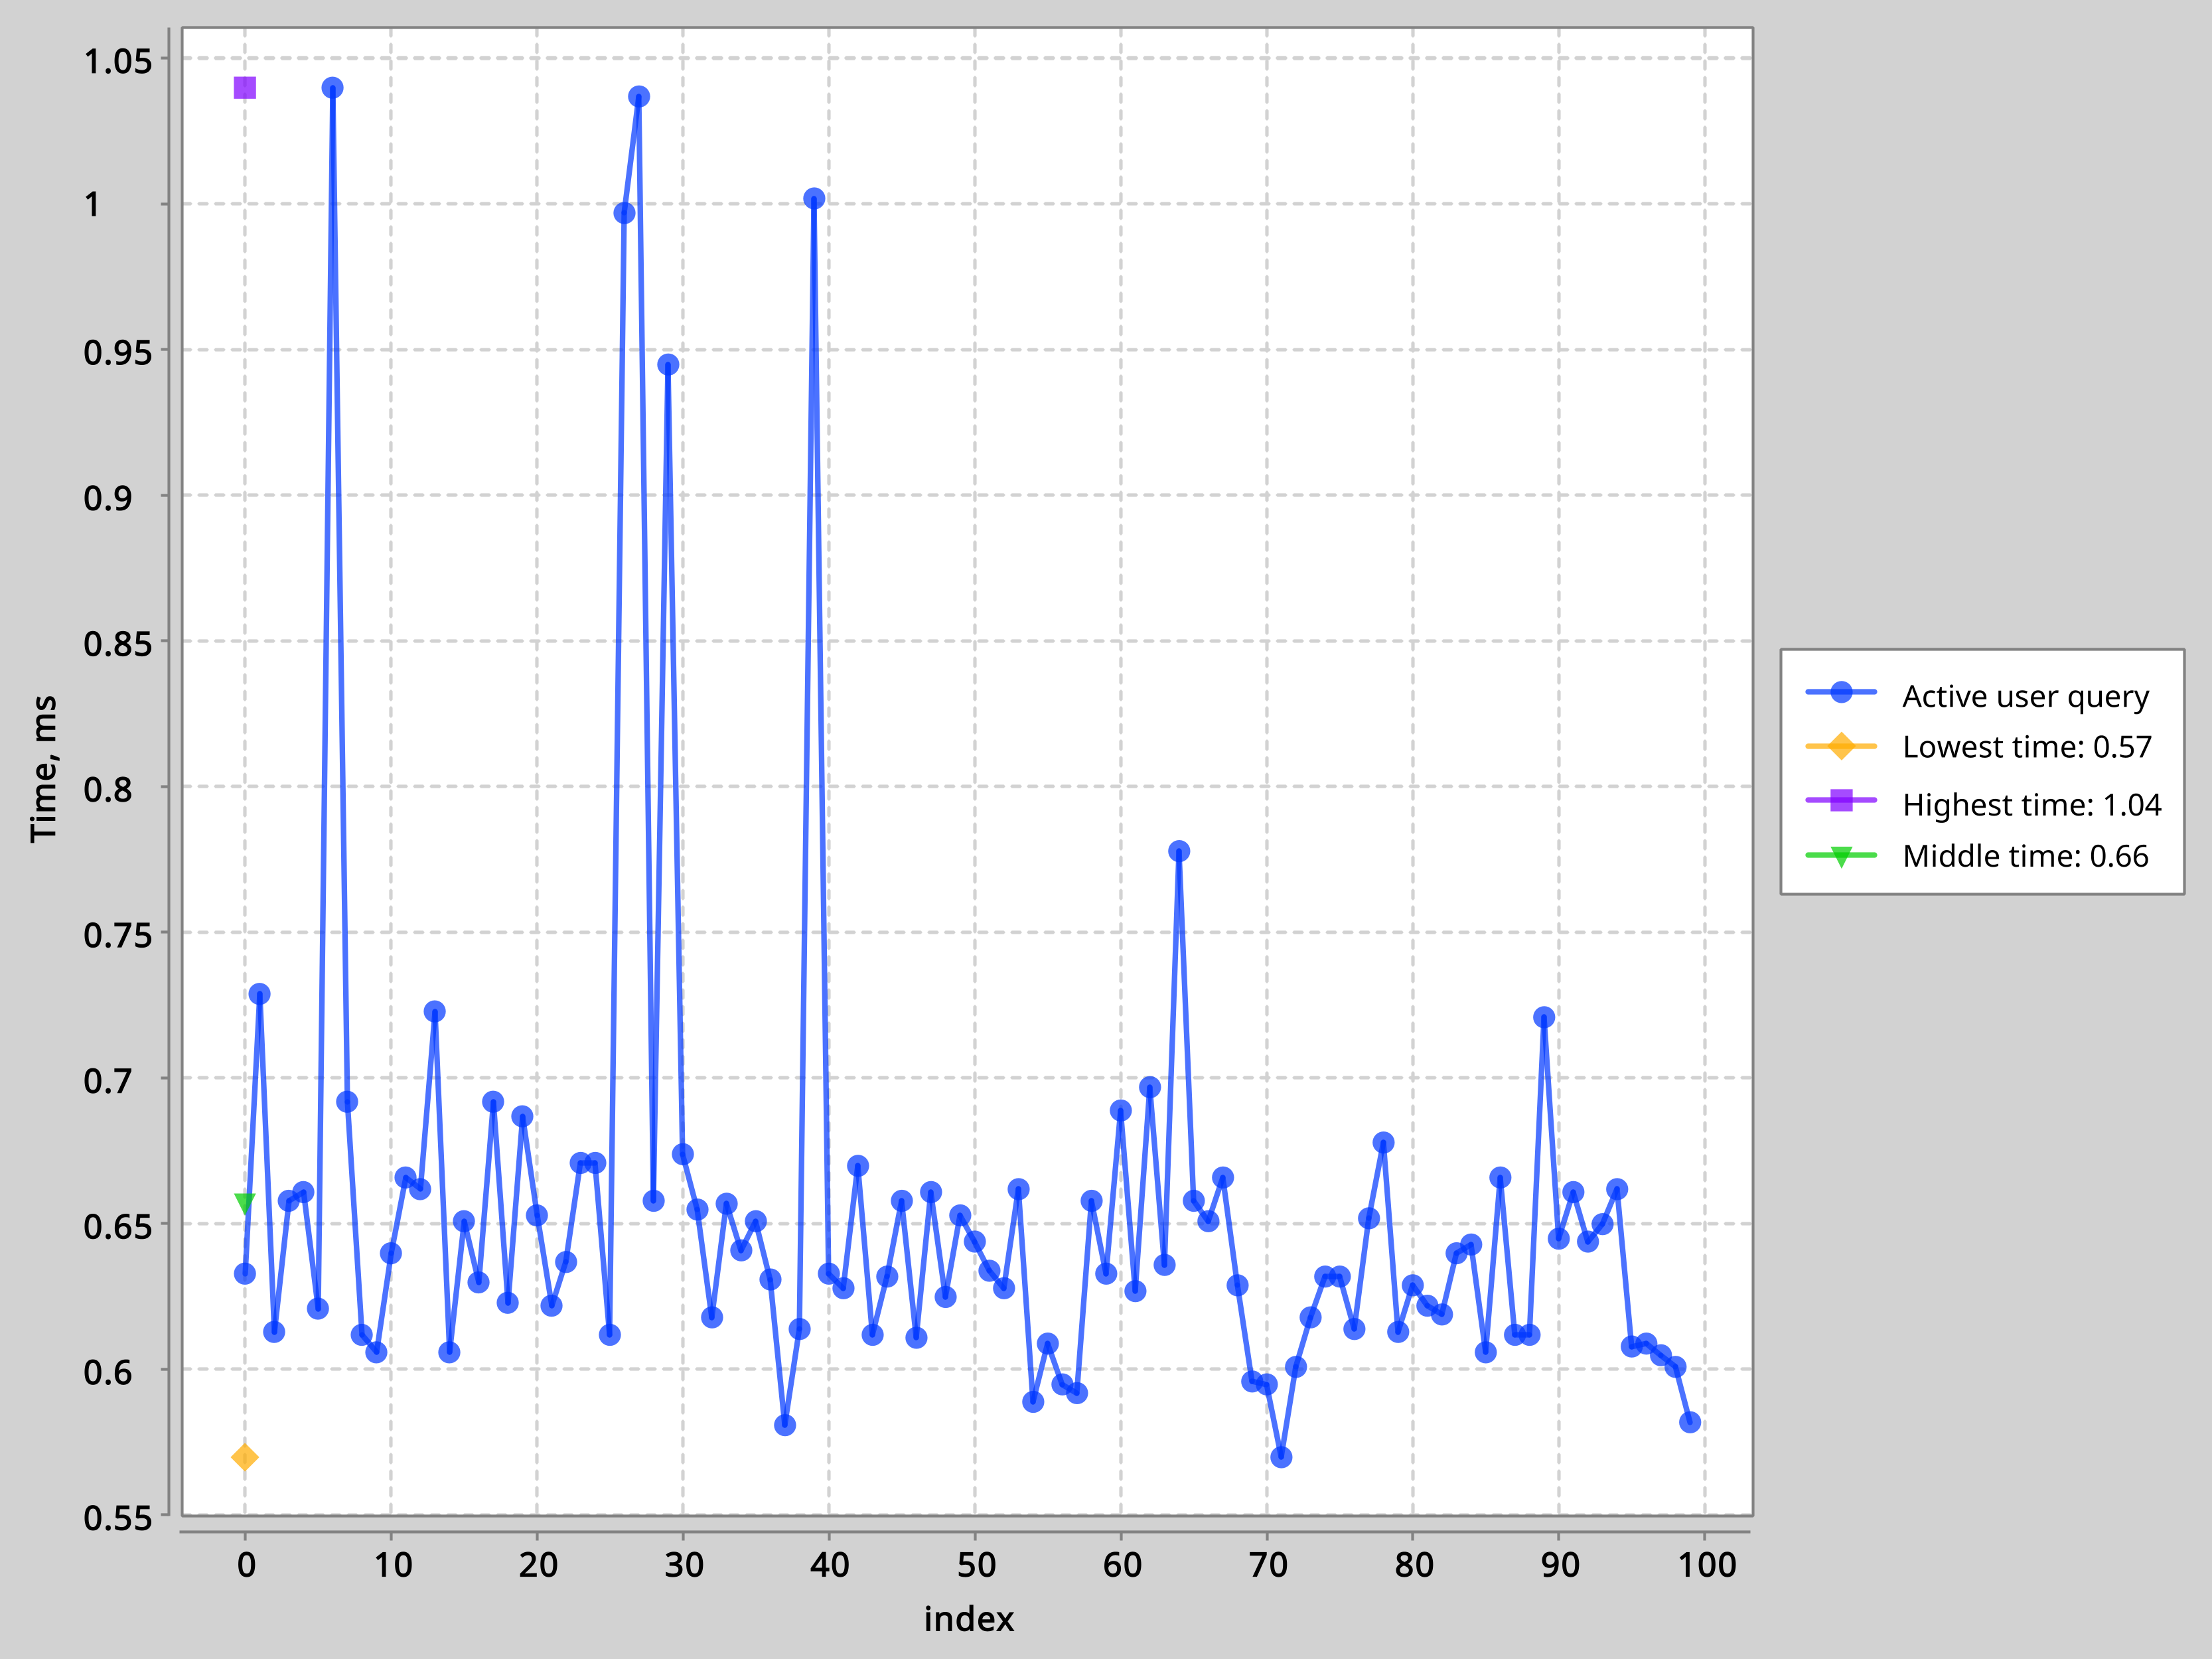 1.05
1
0.95
0.9
0.85
0.8
0.75
0.7
0.65
0.6
0.55
Time, ms
0 10 20 30 40 50 60 70 80 90 100
index
Active user query
Lowest time: 0.57
Highest time: 1.04
Middle time: 0.66